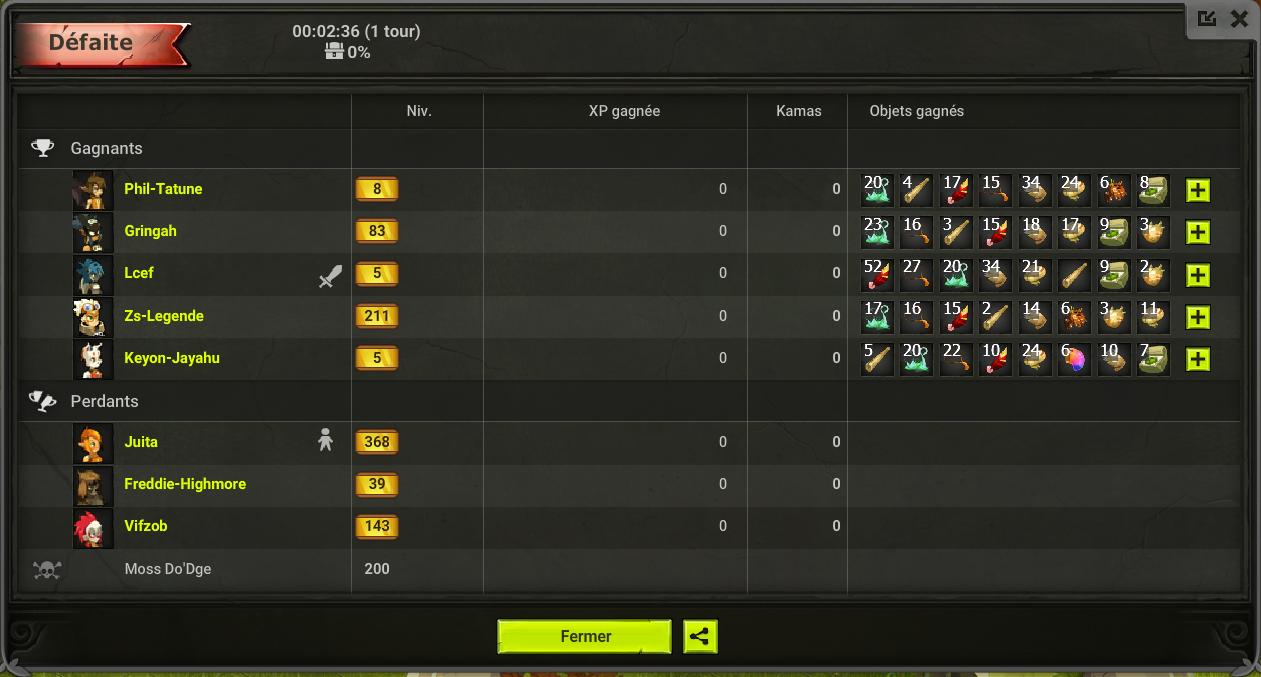 Défaite
00:02:36 (1 tour)
0%
Niv. XP gagnée Kamas Objets gagnés
Gagnants
Phil-Tatune 8 0 0 20 4 17 15 34 24 6 8
Gringah 83 0 0 23 16 3 15 18 17 9 3
Lcef 5 0 0 52 27 20 34 21 9 2
Zs-Legende 211 0 0 17 16 15 2 14 6 3 11
Keyon-Jayahu 5 0 0 5 20 22 10 24 6 10 7
Perdants
Juita 368 0 0
Freddie-Highmore 39 0 0
Vifzob 143 0 0
Moss Do'Dge 200
Fermer